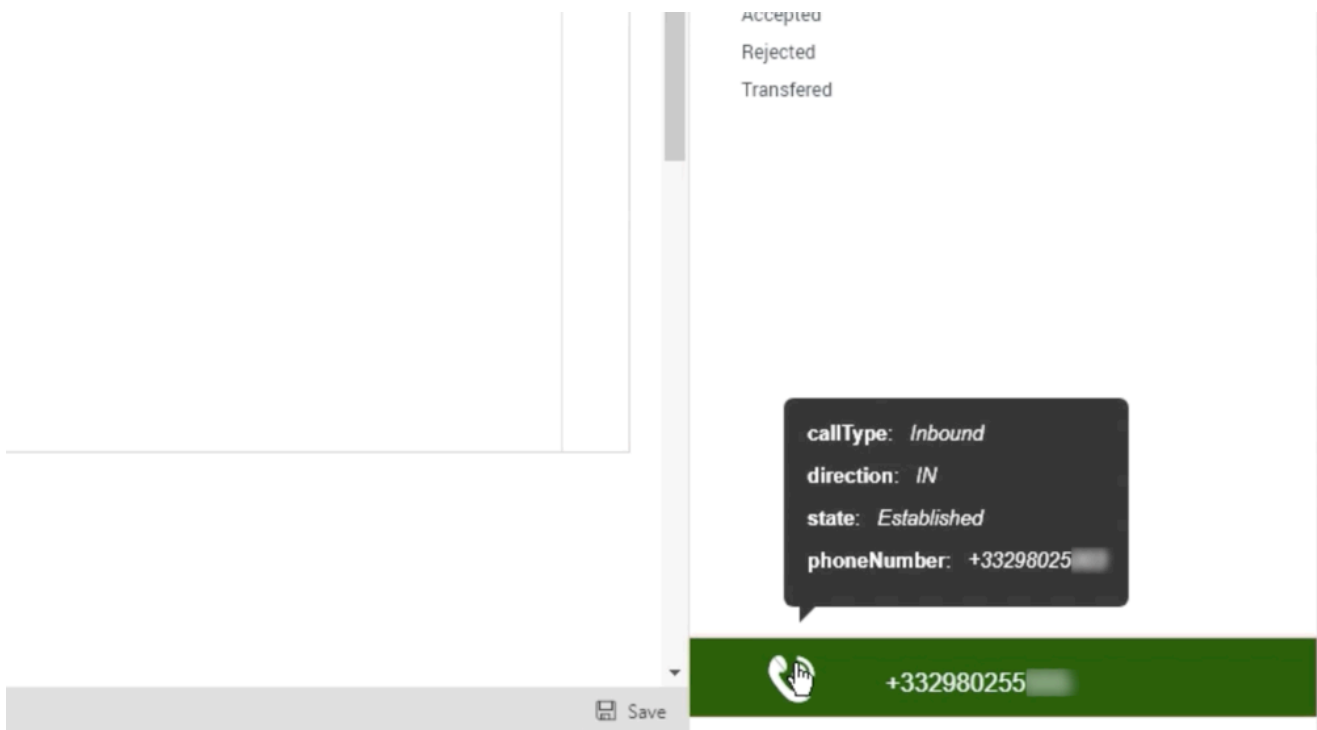 Accepted
Rejected
Transfered
callType: Inbound
direction: IN
state: Established
phoneNumber: +33298025
+332980255
Save